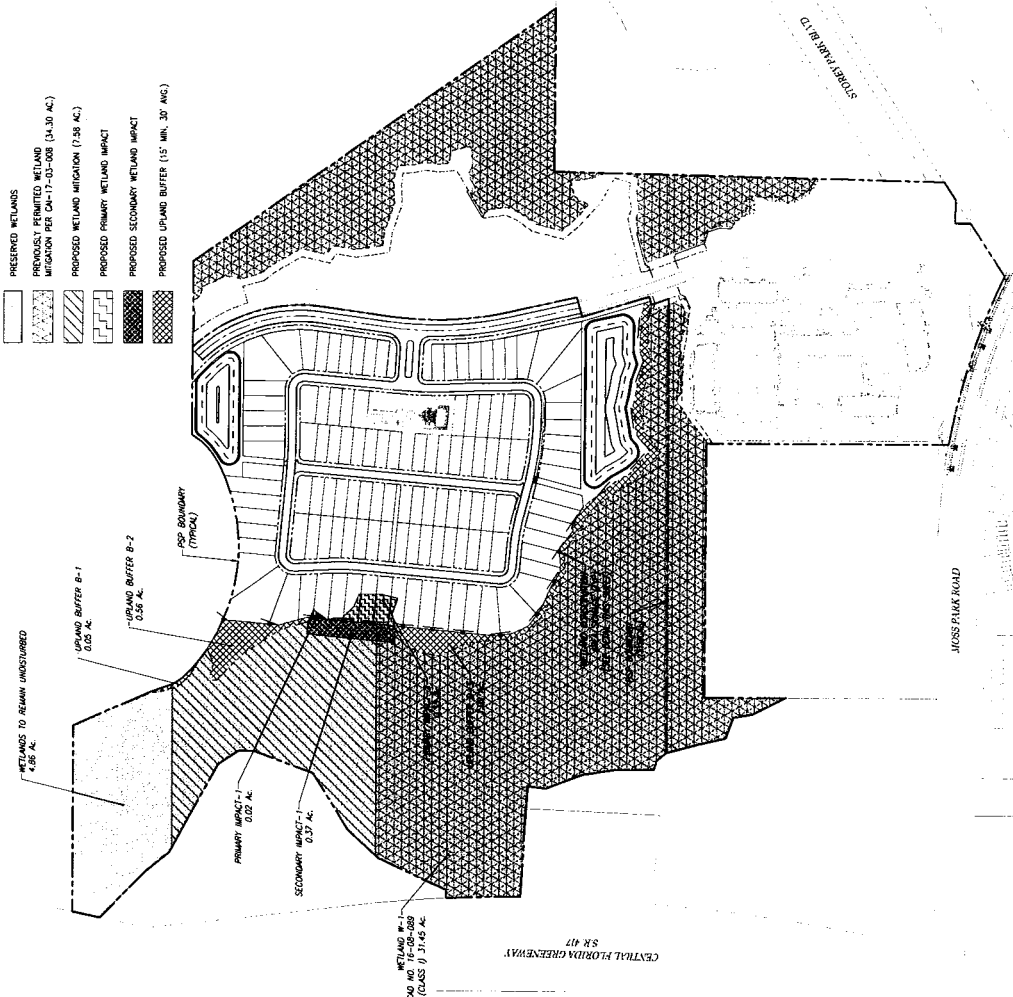 PRESERVED WETLANDS
PREVIOUSLY PERMITTED WETLAND
MITIGATION PER CAI-17-03-008 (34.30 AC.)
PROPOSED WETLAND MITIGATION (7.58 AC.)
PROPOSED PRIMARY WETLAND IMPACT
PROPOSED SECONDARY WETLAND IMPACT
PROPOSED UPLAND BUFFER (15' MIN, 30' AVG.)
WETLANDS TO REMAIN UNDISTURBED
4.86 Ac.
UPLAND BUFFER B-1
0.05 Ac.
UPLAND BUFFER B-2
0.56 Ac.
PSP BOUNDARY
(TYPICAL)
PRIMARY IMPACT-1
0.02 Ac.
SECONDARY IMPACT-1
0.37 Ac.
WETLAND W-1
CAD NO. 16-08-089
(CLASS I) 31.45 Ac.
CENTRAL FLORIDA GREENEWAY
S.R. 417
MOSS PARK ROAD
STOREY PARK BLVD